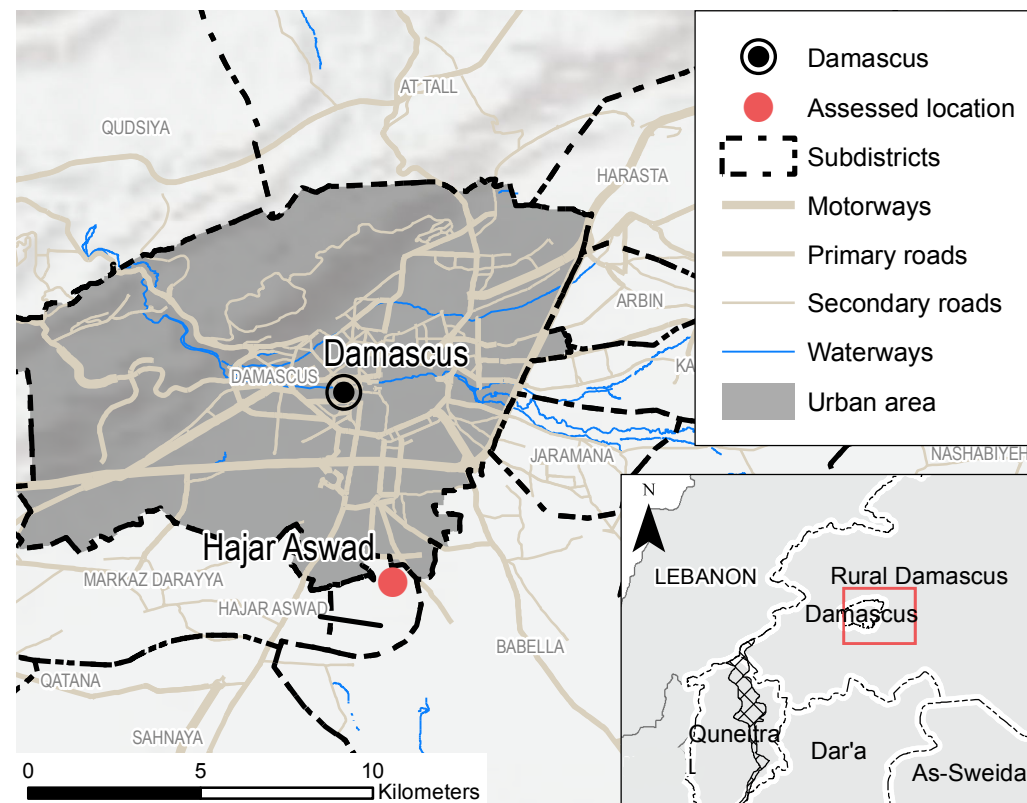 AT TALL
QUDSIYA
HARASTA
ARBIN
KA
Damascus
DAMASCUS
JARAMANA
NASHABIYEH
Hajar Aswad
MARKAZ DARAYYA
HAJAR ASWAD
BABELLA
QATANA
SAHNAYA
0 5 10
Kilometers
Damascus
Assessed location
Subdistricts
Motorways
Primary roads
Secondary roads
Waterways
Urban area
N
LEBANON
Rural Damascus
Damascus
Quneitra
Dar'a
As-Sweida